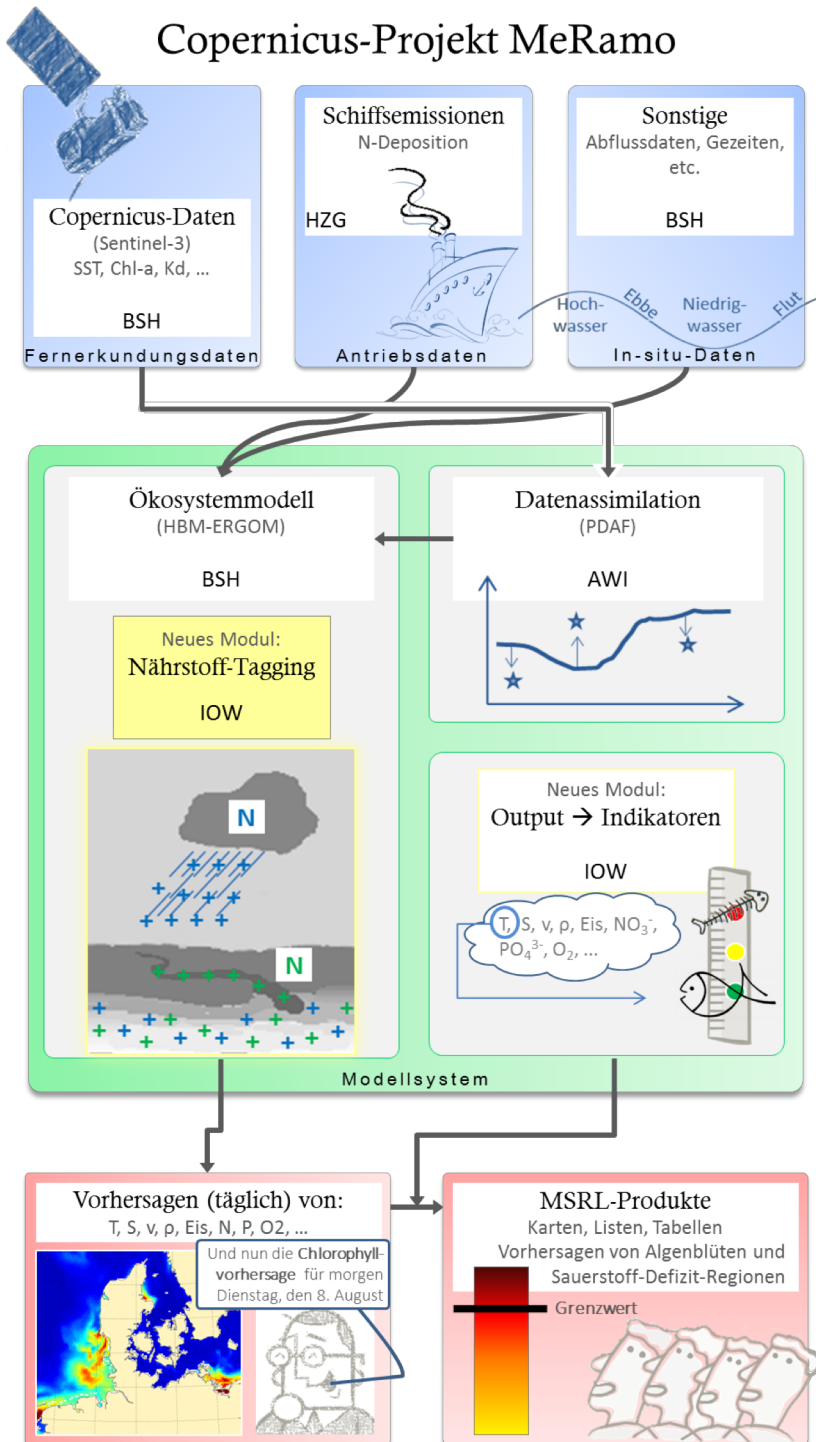 Copernicus-Projekt MeRamo
Copernicus-Daten
(Sentinel-3)
SST, Chl-a, Kd, ...
BSH
Fernerkundungsdaten
Schiffsemissionen
N-Deposition
HZG
Antriebsdaten
Sonstige
Abflussdaten, Gezeiten,
etc.
BSH
Hoch-
wasser
Ebbe
Niedrig-
wasser
Flut
In-situ-Daten
Ökosystemmodell
(HBM-ERGOM)
BSH
Neues Modul:
Nährstoff-Tagging
IOW
N
N
Datenassimilation
(PDAF)
AWI
Neues Modul:
Output → Indikatoren
IOW
T, S, v, ρ, Eis, NO₃⁻,
PO₄³⁻, O₂, ...
Modellsystem
Vorhersagen (täglich) von:
T, S, v, ρ, Eis, N, P, O2, ...
Und nun die Chlorophyll-
vorhersage für morgen
Dienstag, den 8. August
MSRL-Produkte
Karten, Listen, Tabellen
Vorhersagen von Algenblüten und
Sauerstoff-Defizit-Regionen
Grenzwert